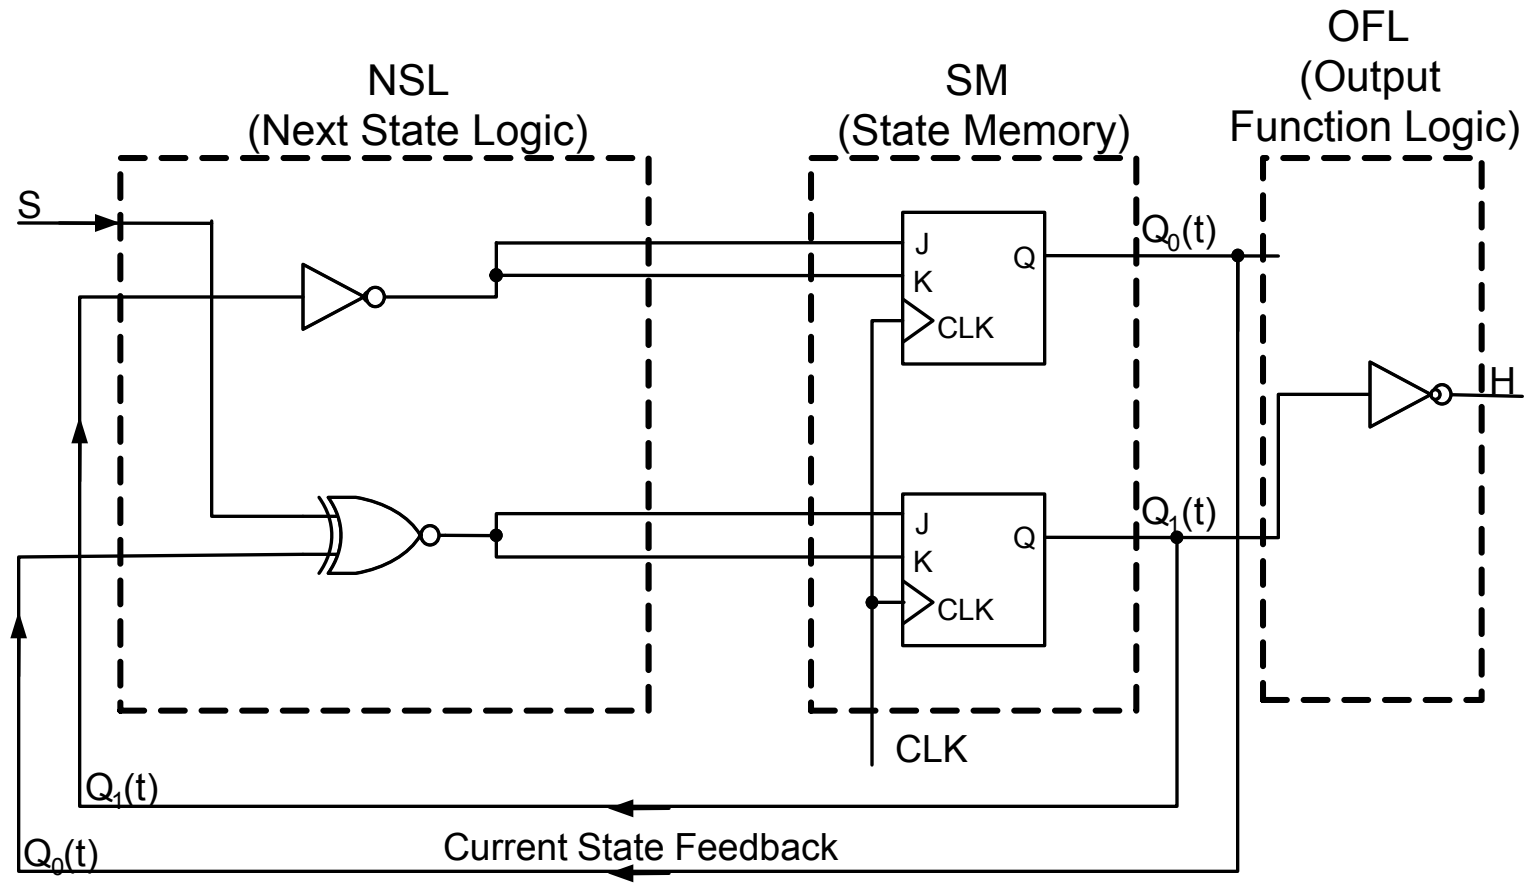 OFL
(Output
Function Logic)
NSL
(Next State Logic)
SM
(State Memory)
S
J
K
Q
CLK
Q0(t)
H
J
K
Q
CLK
Q1(t)
CLK
Q1(t)
Current State Feedback
Q0(t)